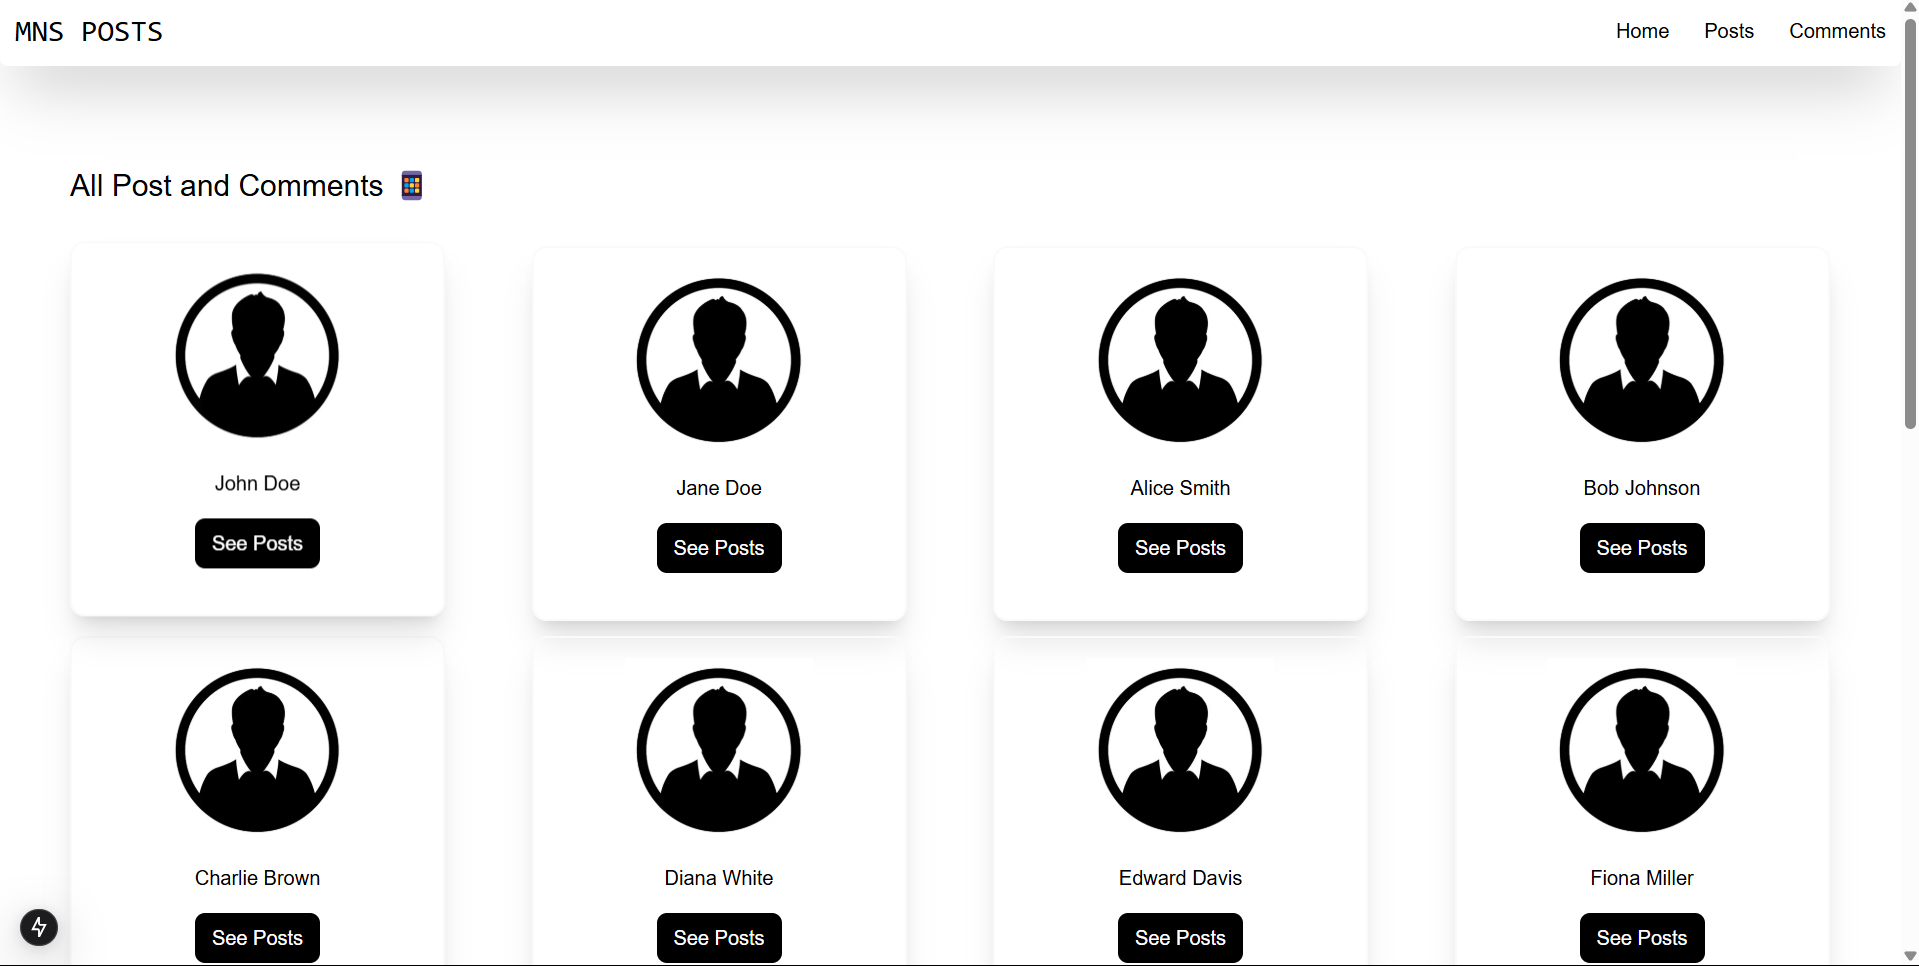 MNS POSTS
Home Posts Comments
All Post and Comments
John Doe
See Posts
Jane Doe
See Posts
Alice Smith
See Posts
Bob Johnson
See Posts
Charlie Brown
See Posts
Diana White
See Posts
Edward Davis
See Posts
Fiona Miller
See Posts